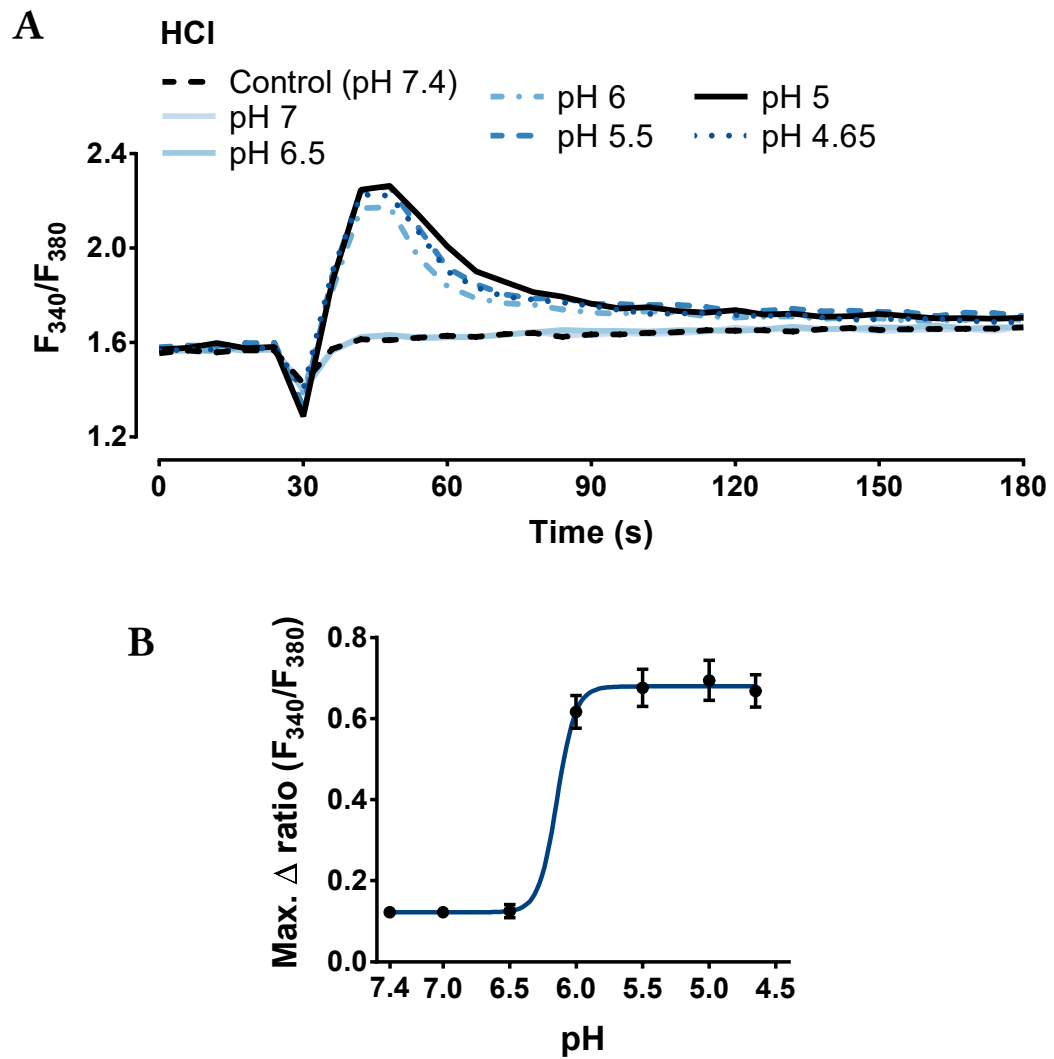 A
HCl
Control (pH 7.4)
pH 7
pH 6.5
pH 6
pH 5.5
pH 5
pH 4.65
2.4
2.0
1.6
1.2
F340/F380
0 30 60 90 120 150 180
Time (s)
B
0.8
0.6
0.4
0.2
0.0
Max. Δ ratio (F340/F380)
7.4 7.0 6.5 6.0 5.5 5.0 4.5
pH